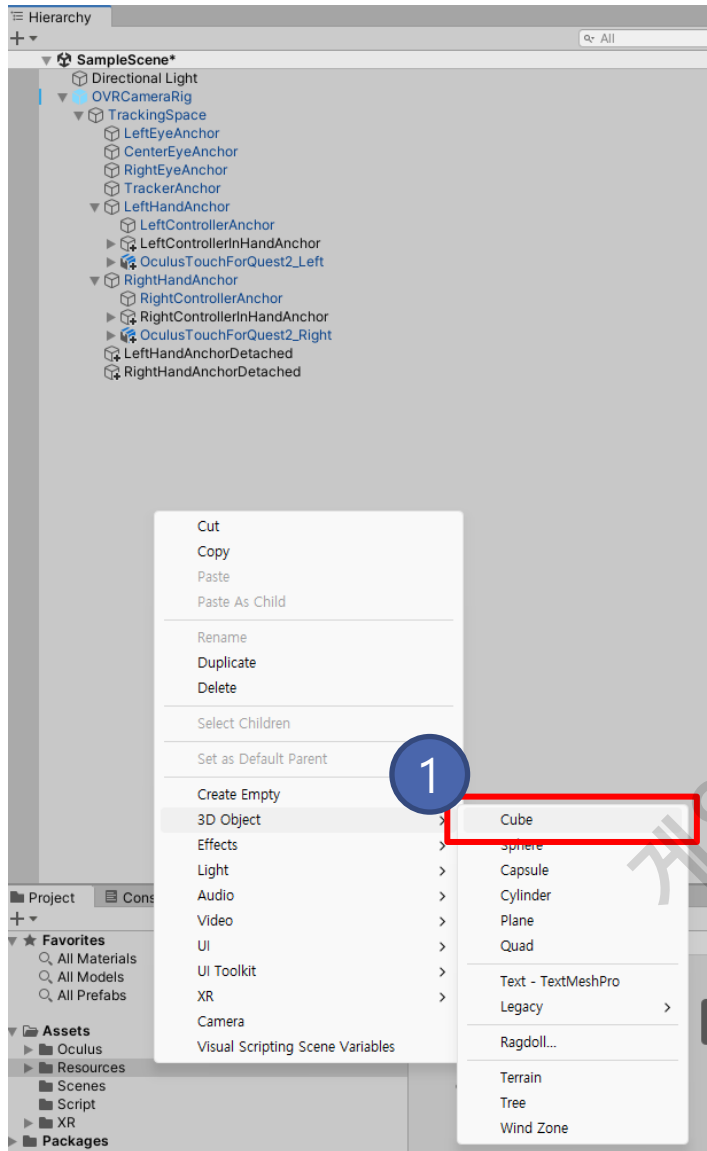 Hierarchy
All
SampleScene*
Directional Light
OVRCameraRig
TrackingSpace
LeftEyeAnchor
CenterEyeAnchor
RightEyeAnchor
TrackerAnchor
LeftHandAnchor
LeftControllerAnchor
LeftControllerInHandAnchor
OculusTouchForQuest2_Left
RightHandAnchor
RightControllerAnchor
RightControllerInHandAnchor
OculusTouchForQuest2_Right
LeftHandAnchorDetached
RightHandAnchorDetached
Cut
Copy
Paste
Paste As Child
Rename
Duplicate
Delete
Select Children
Set as Default Parent
1
Create Empty
3D Object
Effects
Light
Audio
Video
UI
UI Toolkit
XR
Camera
Visual Scripting Scene Variables
Cube
Sphere
Capsule
Cylinder
Plane
Quad
Text - TextMeshPro
Legacy
Ragdoll...
Terrain
Tree
Wind Zone
Project
Cons
Favorites
All Materials
All Models
All Prefabs
Assets
Oculus
Resources
Scenes
Script
XR
Packages